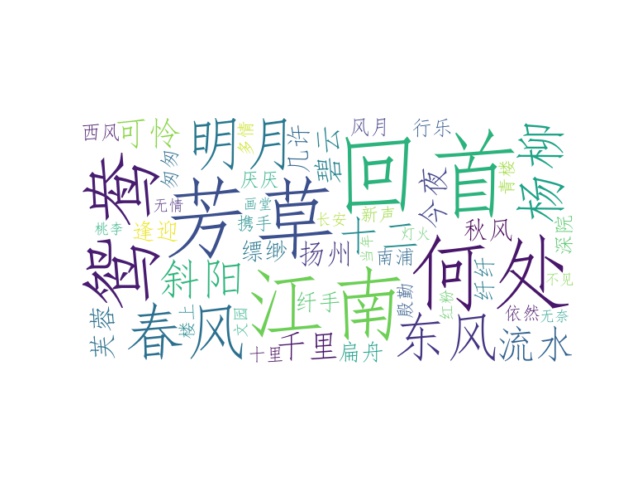 西风
可怜
明月
多情
几许
碧云
风月
行乐
回首
杨柳
匆匆
厌厌
今夜
青楼
鸳鸯
无情
芳草
画堂
携手
长安
新声
十二
灯火
秋风
深院
桃李
逢迎
缥缈
扬州
当年
南浦
何处
斜阳
纤手
江南
殷勤
红粉
纤纤
不见
芙蓉
春风
楼上
文园
十里
千里
扁舟
东风
依然
无奈
流水